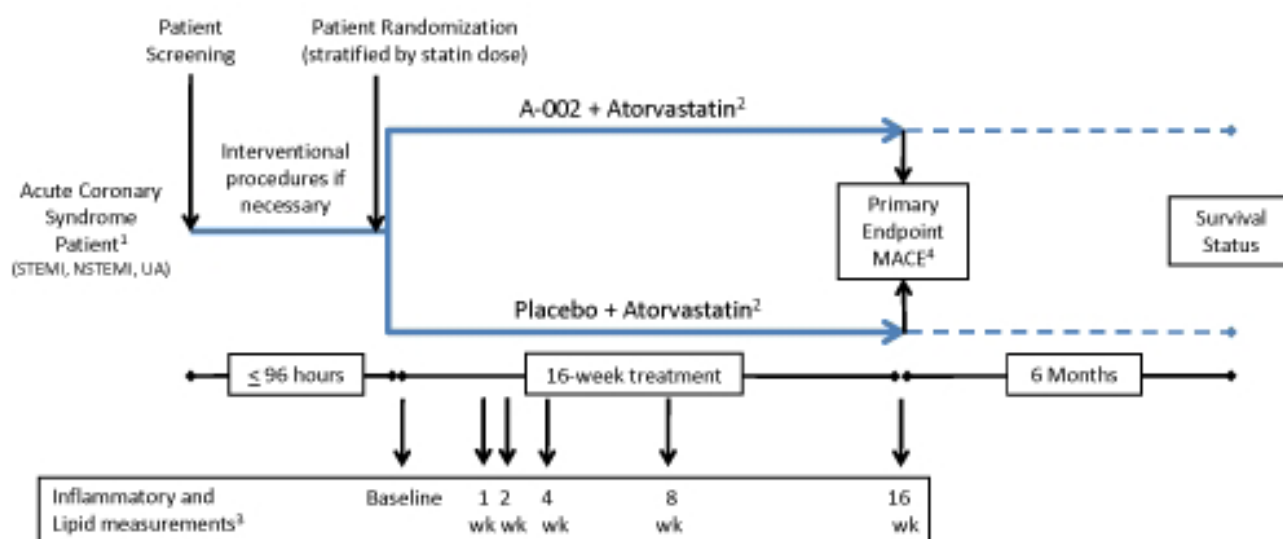 Patient
Screening
Patient Randomization
(stratified by statin dose)
A-002 + Atorvastatin²
Interventional
procedures if
necessary
Acute Coronary
Syndrome
Patient¹
(STEMI, NSTEMI, UA)
Primary
Endpoint
MACE⁴
Survival
Status
Placebo + Atorvastatin²
≤ 96 hours
16-week treatment
6 Months
Inflammatory and
Lipid measurements³
Baseline
1
wk
2
wk
4
wk
8
wk
16
wk